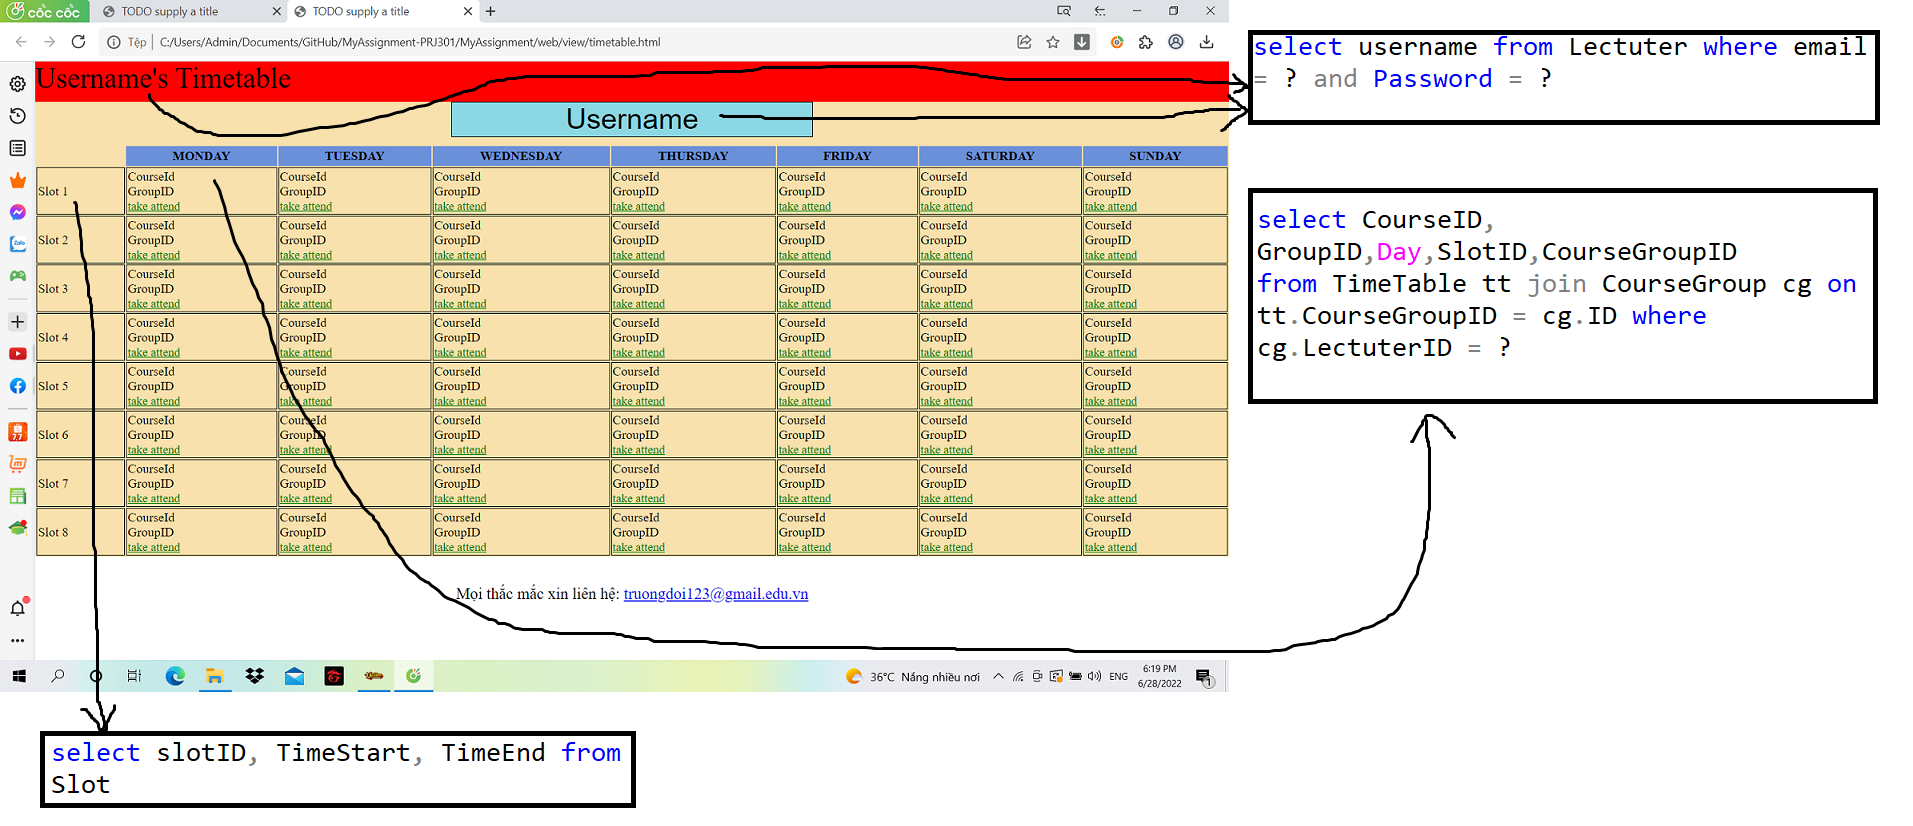 cốc cốc
TODO supply a title
TODO supply a title
Tệp
C:/Users/Admin/Documents/GitHub/MyAssignment-PRJ301/MyAssignment/web/view/timetable.html
Username's Timetable
Username
MONDAY TUESDAY WEDNESDAY THURSDAY FRIDAY SATURDAY SUNDAY
CourseId CourseId CourseId CourseId CourseId CourseId CourseId
Slot 1 GroupID GroupID GroupID GroupID GroupID GroupID GroupID
take attend take attend take attend take attend take attend take attend take attend
CourseId CourseId CourseId CourseId CourseId CourseId CourseId
Slot 2 GroupID GroupID GroupID GroupID GroupID GroupID GroupID
take attend take attend take attend take attend take attend take attend take attend
CourseId CourseId CourseId CourseId CourseId CourseId CourseId
Slot 3 GroupID GroupID GroupID GroupID GroupID GroupID GroupID
take attend take attend take attend take attend take attend take attend take attend
CourseId CourseId CourseId CourseId CourseId CourseId CourseId
Slot 4 GroupID GroupID GroupID GroupID GroupID GroupID GroupID
take attend take attend take attend take attend take attend take attend take attend
CourseId CourseId CourseId CourseId CourseId CourseId CourseId
Slot 5 GroupID GroupID GroupID GroupID GroupID GroupID GroupID
take attend take attend take attend take attend take attend take attend take attend
CourseId CourseId CourseId CourseId CourseId CourseId CourseId
Slot 6 GroupID GroupID GroupID GroupID GroupID GroupID GroupID
take attend take attend take attend take attend take attend take attend take attend
CourseId CourseId CourseId CourseId CourseId CourseId CourseId
Slot 7 GroupID GroupID GroupID GroupID GroupID GroupID GroupID
take attend take attend take attend take attend take attend take attend take attend
CourseId CourseId CourseId CourseId CourseId CourseId CourseId
Slot 8 GroupID GroupID GroupID GroupID GroupID GroupID GroupID
take attend take attend take attend take attend take attend take attend take attend
Mọi thắc mắc xin liên hệ: truongdoi123@gmail.edu.vn
Zalo
7.7
36°C Nắng nhiều nơi
ENG
6:19 PM
6/28/2022
1
select username from Lectuter where email
= ? and Password = ?
select CourseID,
GroupID,Day,SlotID,CourseGroupID
from TimeTable tt join CourseGroup cg on
tt.CourseGroupID = cg.ID where
cg.LectuterID = ?
select slotID, TimeStart, TimeEnd from
Slot